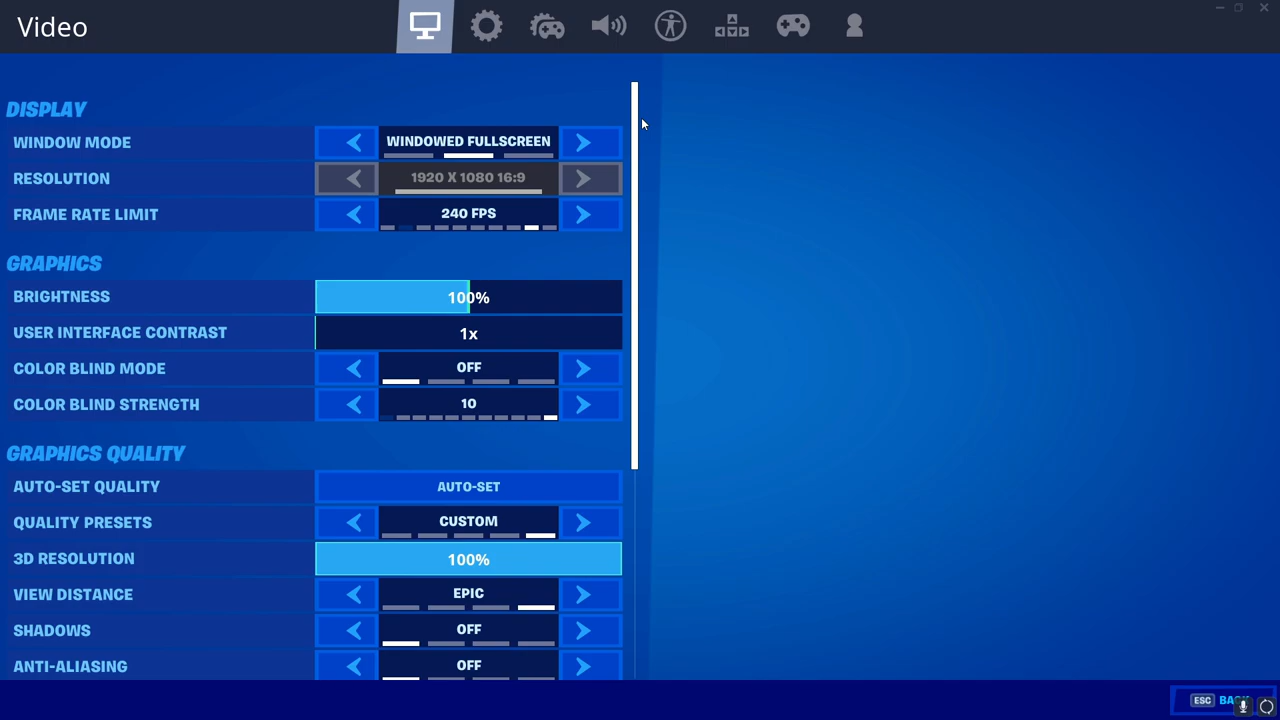 Video
DISPLAY
WINDOW MODE
WINDOWED FULLSCREEN
RESOLUTION
1920 X 1080 16:9
FRAME RATE LIMIT
240 FPS
GRAPHICS
BRIGHTNESS
100%
USER INTERFACE CONTRAST
1x
COLOR BLIND MODE
OFF
COLOR BLIND STRENGTH
10
GRAPHICS QUALITY
AUTO-SET QUALITY
AUTO-SET
QUALITY PRESETS
CUSTOM
3D RESOLUTION
100%
VIEW DISTANCE
EPIC
SHADOWS
OFF
ANTI-ALIASING
OFF
ESC BACK